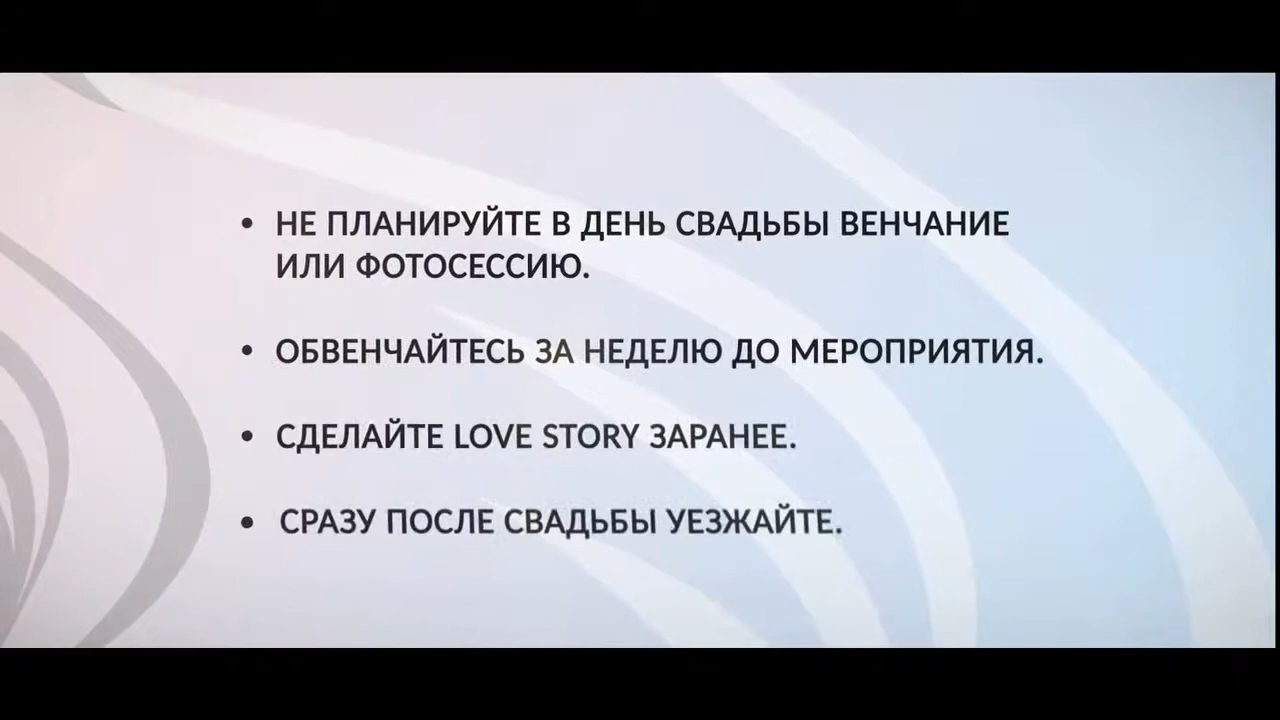 • НЕ ПЛАНИРУЙТЕ В ДЕНЬ СВАДЬБЫ ВЕНЧАНИЕ
ИЛИ ФОТОСЕССИЮ.
• ОБВЕНЧАЙТЕСЬ ЗА НЕДЕЛЮ ДО МЕРОПРИЯТИЯ.
• СДЕЛАЙТЕ LOVE STORY ЗАРАНЕЕ.
• СРАЗУ ПОСЛЕ СВАДЬБЫ УЕЗЖАЙТЕ.